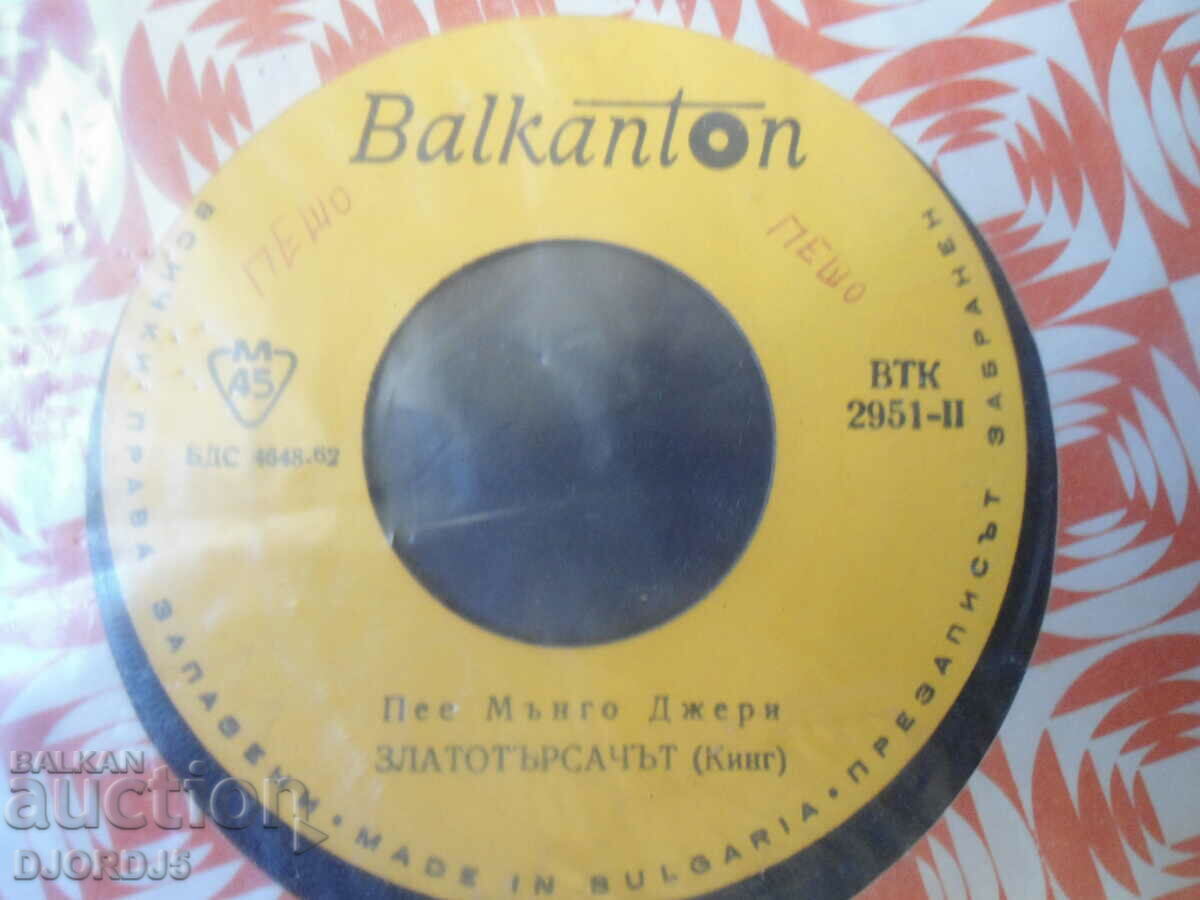 Balkanton
ПЕШО
ПЕШО
М
45
БДС 4648.62
ВТК
2951-II
Пее Мънго Джери
ЗЛАТОТЪРСАЧЪТ (Кинг)
ВСИЧКИ ПРАВА ЗАПАЗЕНИ • MADE IN BULGARIA • ПРЕЗАПИСЪТ ЗАБРАНЕН
BALKAN
auction
DJORDJ5